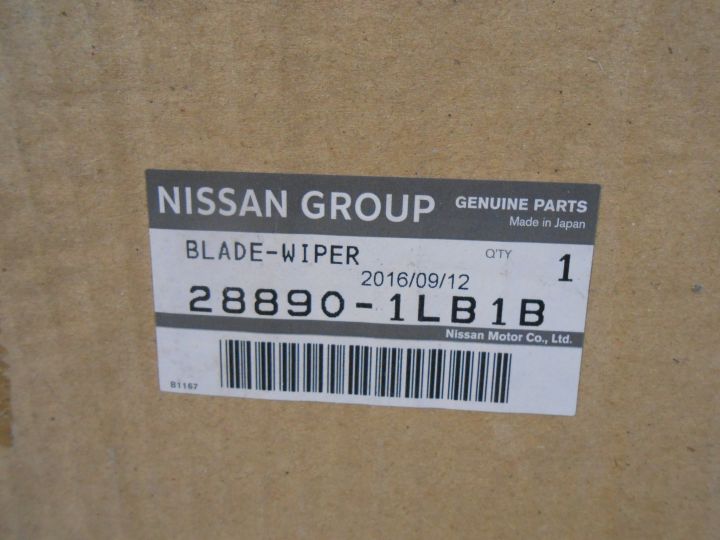 NISSAN GROUP GENUINE PARTS
Made in Japan
BLADE-WIPER Q'TY 1
2016/09/12
28890-1LB1B
Nissan Motor Co., Ltd.
B1167